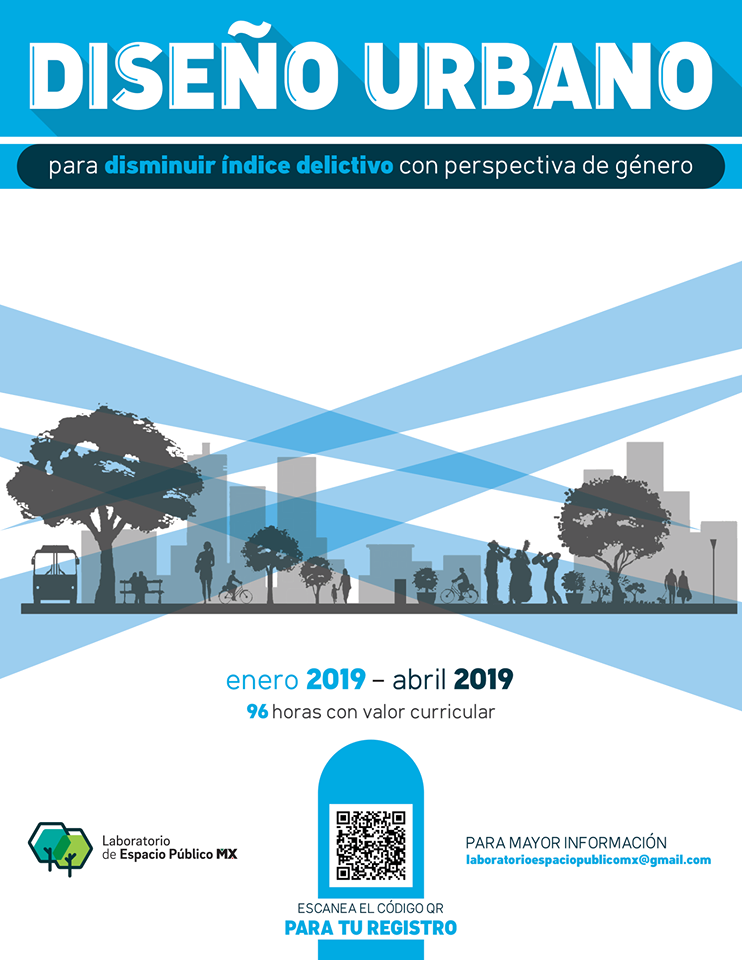 DISEÑO URBANO
para disminuir índice delictivo con perspectiva de género
enero 2019 – abril 2019
96 horas con valor curricular
Laboratorio
de Espacio Público MX
PARA MAYOR INFORMACIÓN
laboratorioespaciopublicomx@gmail.com
ESCANEA EL CÓDIGO QR
PARA TU REGISTRO